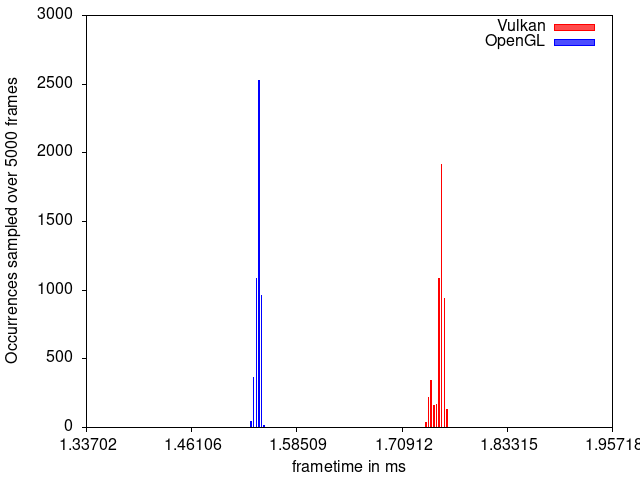 3000
Vulkan
OpenGL
2500
2000
1500
1000
500
0
Occurrences sampled over 5000 frames
1.33702 1.46106 1.58509 1.70912 1.83315 1.95718
frametime in ms